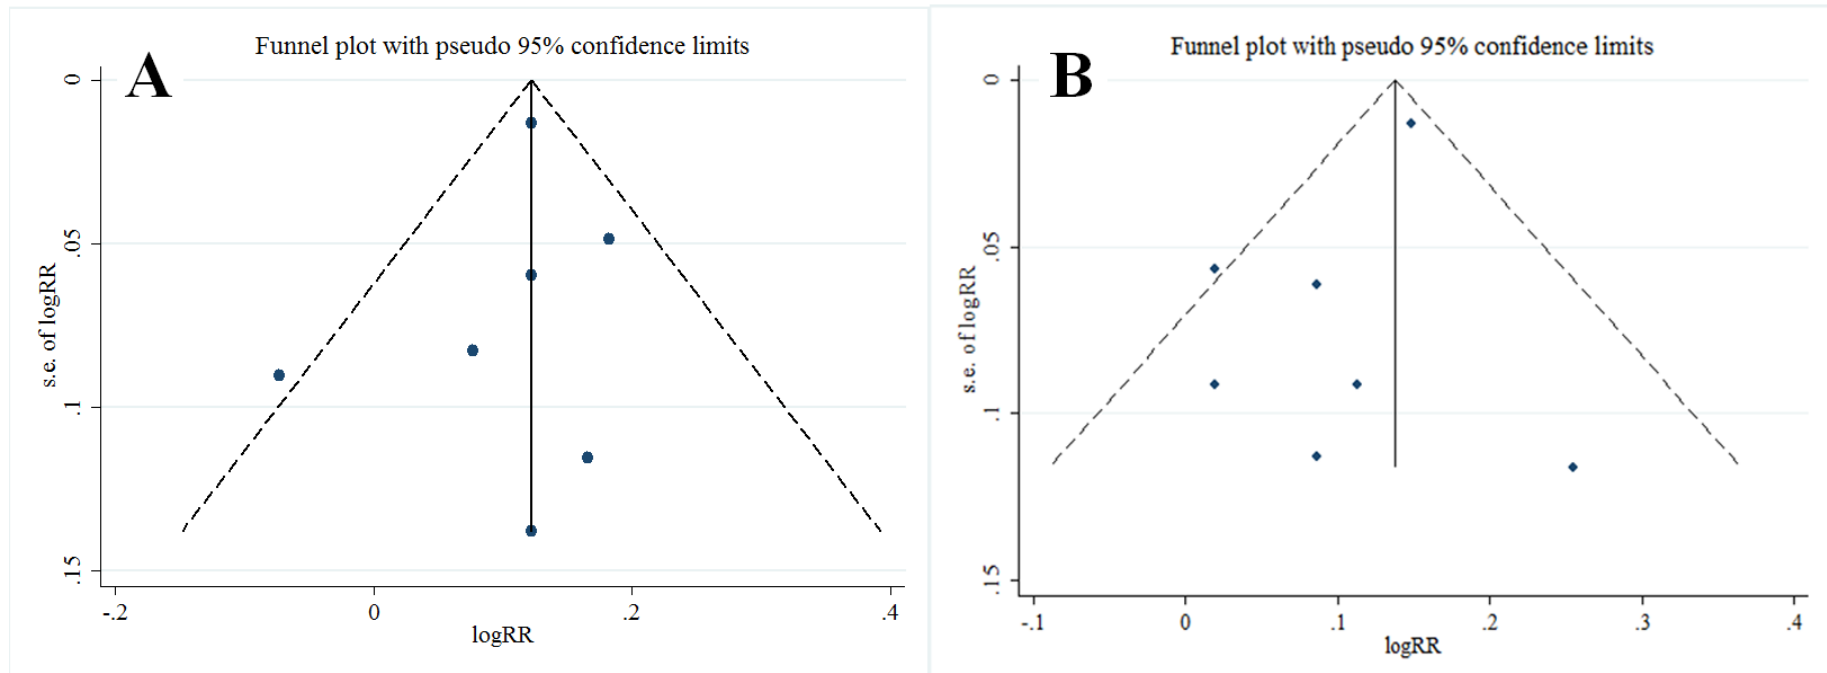 Funnel plot with pseudo 95% confidence limits
A
0
.05
.1
.15
s.e. of logRR
-.2
0
.2
.4
logRR
Funnel plot with pseudo 95% confidence limits
B
0
.05
.1
.15
s.e. of logRR
-.1
0
.1
.2
.3
.4
logRR